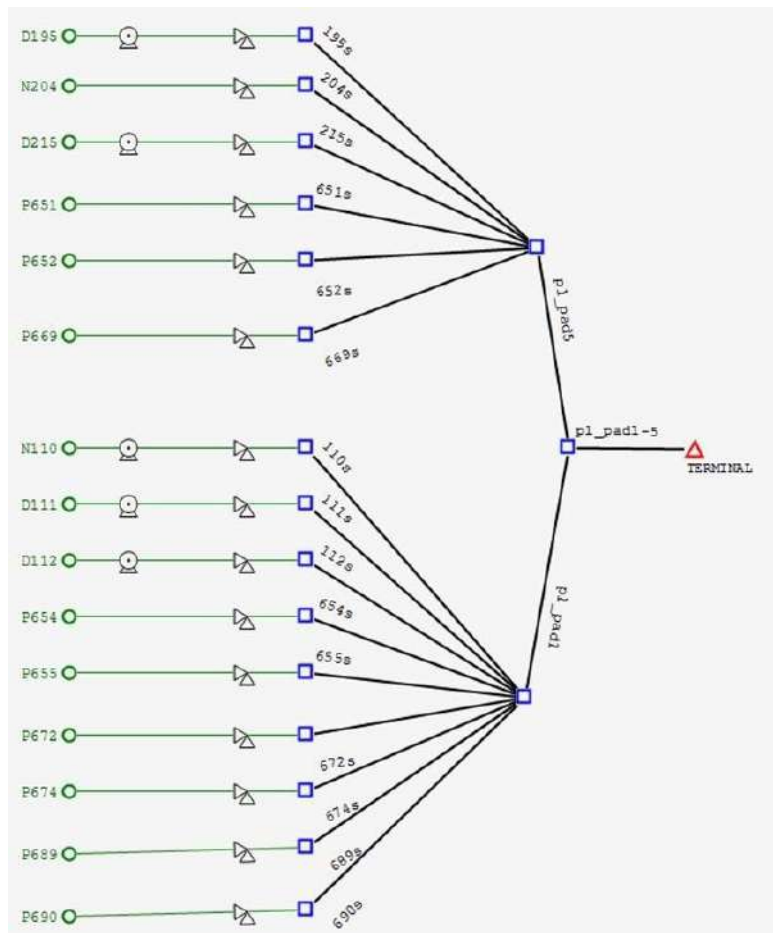 D195
195s
N204
204s
D215
215s
P651
651s
P652
652s
P669
669s
pl_pad5
N110
110s
pl_pad1-5
TERMINAL
D111
111s
D112
112s
P654
654s
pl_pad1
P655
655s
P672
672s
P674
674s
P689
689s
P690
690s